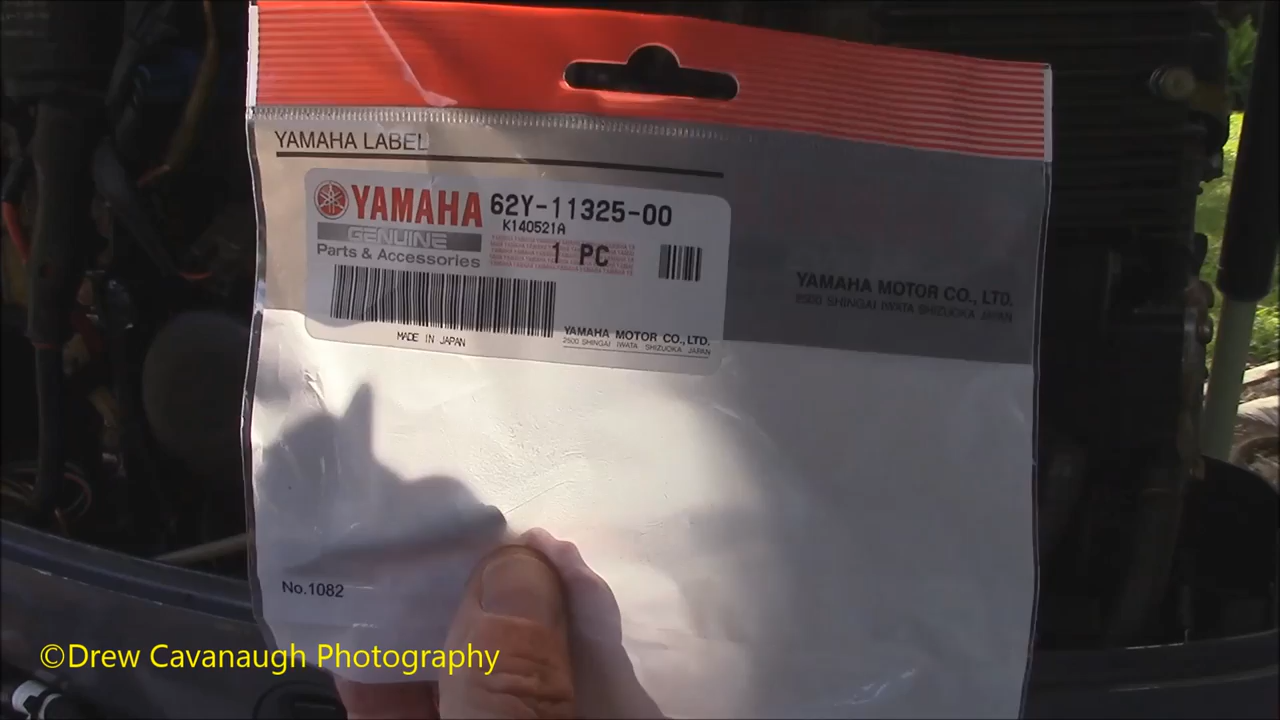 YAMAHA LABEL
YAMAHA 62Y-11325-00
K140521A
GENUINE
1 PC
Parts & Accessories
MADE IN JAPAN
YAMAHA MOTOR CO., LTD.
2500 SHINGAI IWATA SHIZUOKA JAPAN
YAMAHA MOTOR CO., LTD.
2500 SHINGAI IWATA SHIZUOKA JAPAN
No.1082
©Drew Cavanaugh Photography